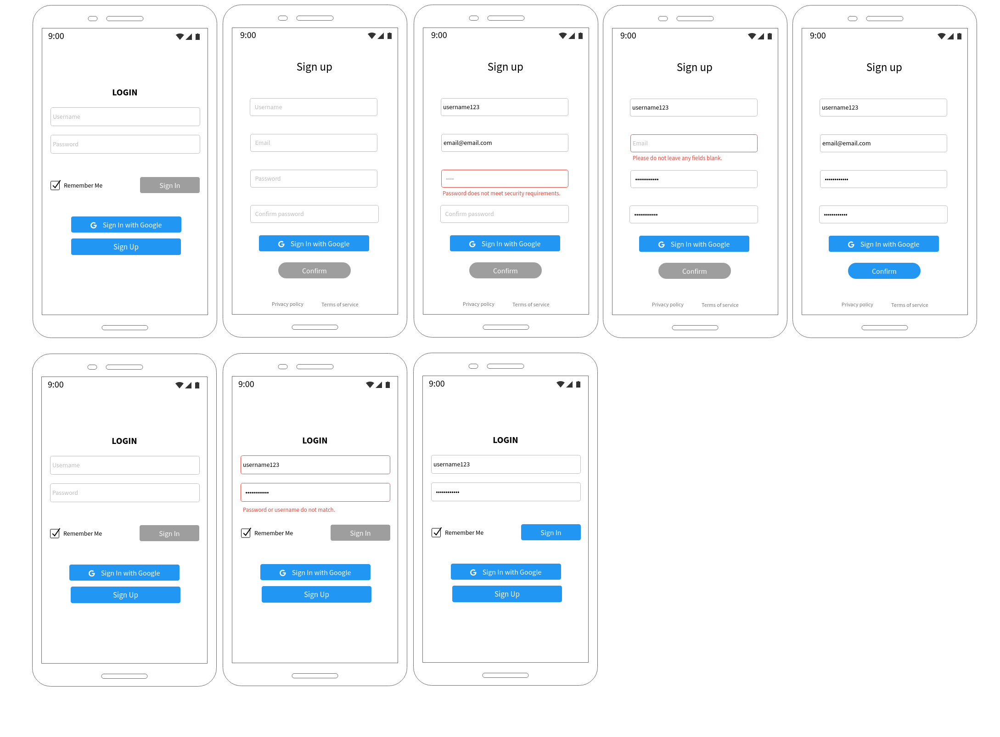 9:00
LOGIN
Username
Password
Remember Me
Sign In
G Sign In with Google
Sign Up
9:00
Sign up
Username
Email
Password
Confirm password
G Sign In with Google
Confirm
Privacy policy
Terms of service
9:00
Sign up
username123
email@email.com
••••
Password does not meet security requirements.
Confirm password
G Sign In with Google
Confirm
Privacy policy
Terms of service
9:00
Sign up
username123
Email
Please do not leave any fields blank.
••••••••••••
••••••••••••
G Sign In with Google
Confirm
Privacy policy
Terms of service
9:00
Sign up
username123
email@email.com
••••••••••••
••••••••••••
G Sign In with Google
Confirm
Privacy policy
Terms of service
9:00
LOGIN
Username
Password
Remember Me
Sign In
G Sign In with Google
Sign Up
9:00
LOGIN
username123
••••••••••••
Password or username do not match.
Remember Me
Sign In
G Sign In with Google
Sign Up
9:00
LOGIN
username123
••••••••••••
Remember Me
Sign In
G Sign In with Google
Sign Up